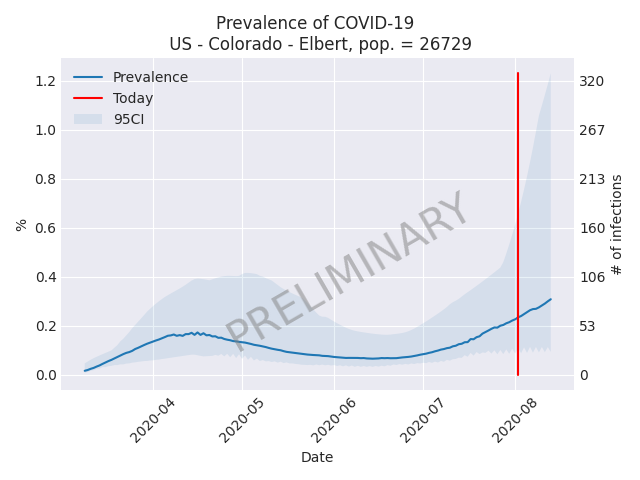 Prevalence of COVID-19
US - Colorado - Elbert, pop. = 26729
Prevalence
Today
95CI
PRELIMINARY
1.2
1.0
0.8
0.6
0.4
0.2
0.0
%
320
267
213
160
106
53
0
# of infections
2020-04
2020-05
2020-06
2020-07
2020-08
Date